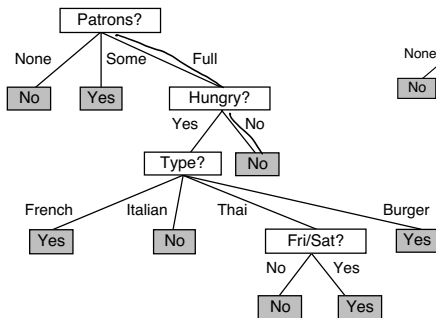 Patrons?
None Some Full
No Yes Hungry?
Yes No
Type? No
French Italian Thai Burger
Yes No Fri/Sat? Yes
No Yes
No Yes
None
No